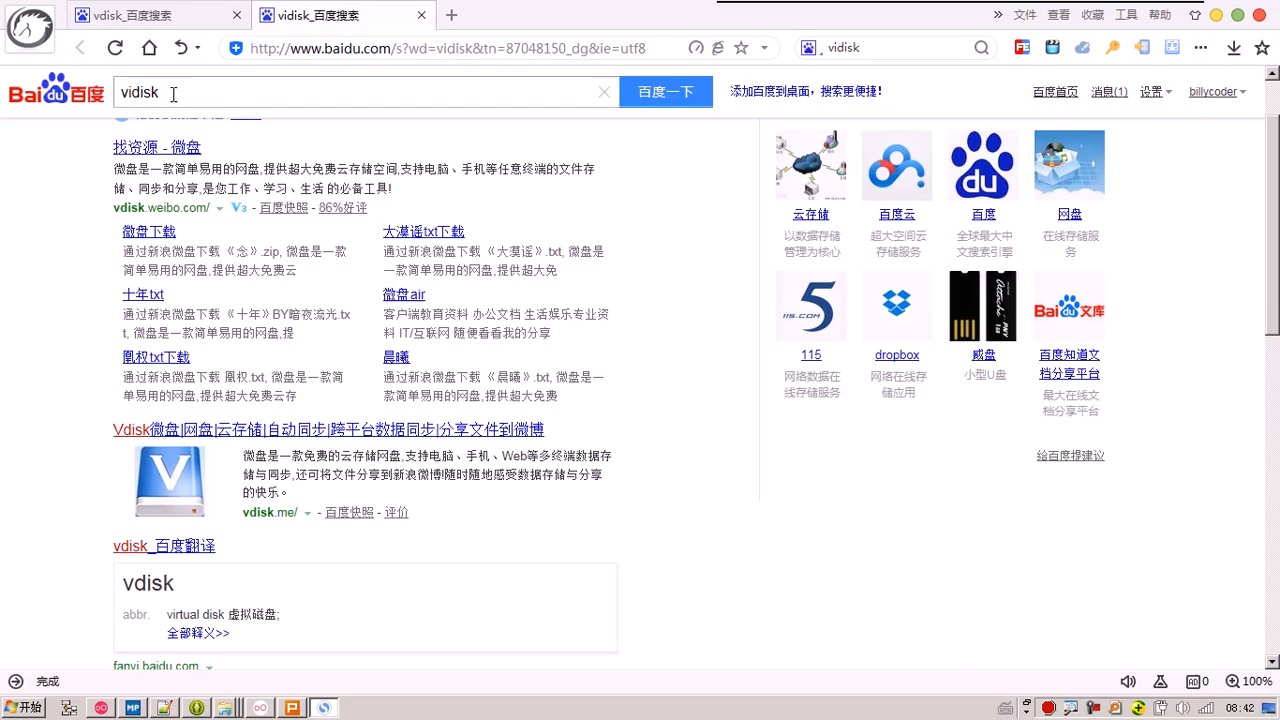 vdisk_百度搜索
vidisk_百度搜索
文件 查看 收藏 工具 帮助
http://www.baidu.com/s?wd=vidisk&tn=87048150_dg&ie=utf8
vidisk
Bai du 百度
vidisk
百度一下
添加百度到桌面，搜索更便捷!
百度首页 消息(1) 设置 billycoder
找资源 - 微盘
微盘是一款简单易用的网盘,提供超大免费云存储空间,支持电脑、手机等任意终端的文件存
储、同步和分享,是您工作、学习、生活 的必备工具!
vdisk.weibo.com/ V3 - 百度快照 - 86%好评
微盘下载
通过新浪微盘下载 《念》.zip, 微盘是一款
简单易用的网盘,提供超大免费云
大漠谣txt下载
通过新浪微盘下载 《大漠谣》.txt, 微盘是
一款简单易用的网盘,提供超大免
十年txt
通过新浪微盘下载 《十年》BY暗夜流光.tx
t, 微盘是一款简单易用的网盘,提
微盘air
客户端教育资料 办公文档 生活娱乐专业资
料 IT/互联网 随便看看我的分享
凰权txt下载
通过新浪微盘下载 凰权.txt, 微盘是一款简
单易用的网盘,提供超大免费云存
晨曦
通过新浪微盘下载 《晨曦》.txt, 微盘是一
款简单易用的网盘,提供超大免费
Vdisk微盘|网盘|云存储|自动同步|跨平台数据同步|分享文件到微博
微盘是一款免费的云存储网盘,支持电脑、手机、Web等多终端数据存
储与同步,还可将文件分享到新浪微博!随时随地感受数据存储与分享
的快乐。
vdisk.me/ - 百度快照 - 评价
vdisk_百度翻译
vdisk
abbr. virtual disk 虚拟磁盘;
全部释义>>
fanyi.baidu.com
云存储
以数据存储
管理为核心
百度云
超大空间云
存储服务
百度
全球最大中
文搜索引擎
网盘
在线存储服
务
115
网络数据在
线存储服务
dropbox
网络在线存
储应用
威盘
小型U盘
百度知道文
档分享平台
最大在线文
档分享平台
给百度提建议
完成
0
100%
开始
08:42